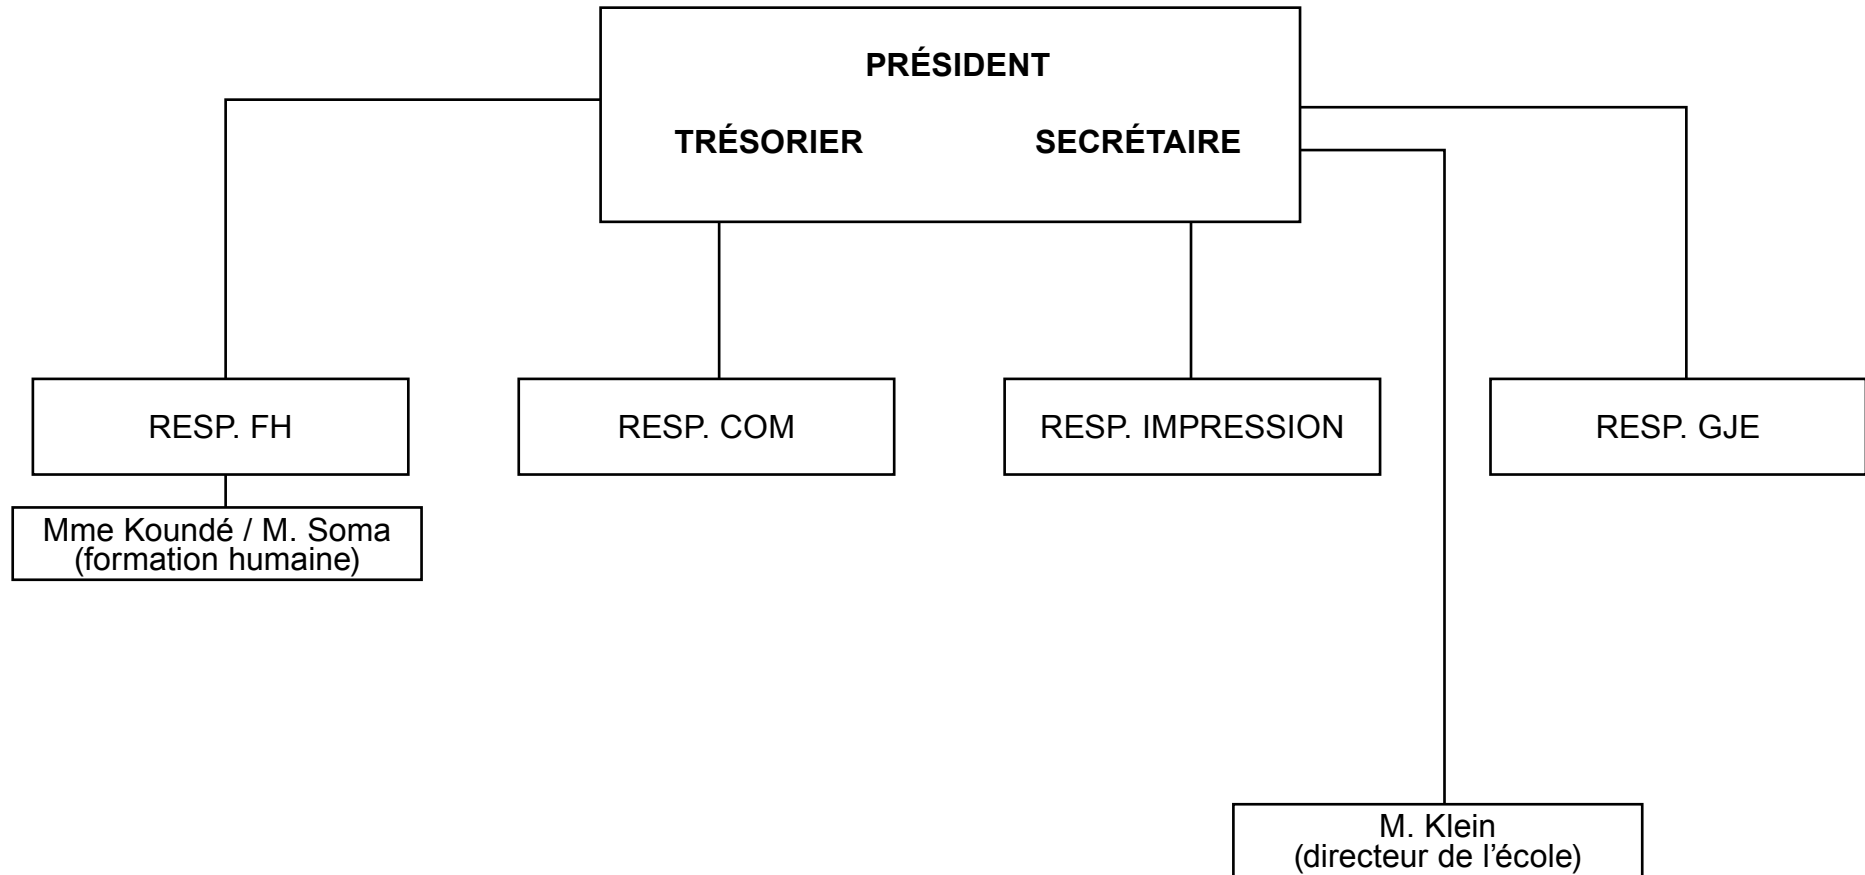 PRÉSIDENT
TRÉSORIER SECRÉTAIRE
RESP. FH
RESP. COM
RESP. IMPRESSION
RESP. GJE
Mme Koundé / M. Soma
(formation humaine)
M. Klein
(directeur de l’école)